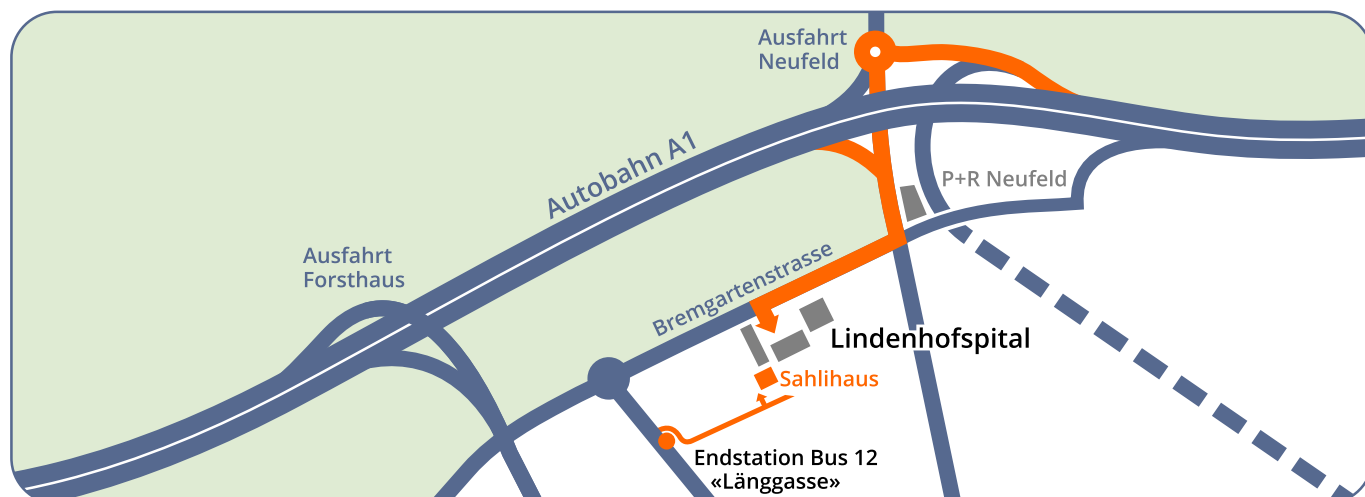 Ausfahrt
Neufeld
Autobahn A1
P+R Neufeld
Ausfahrt
Forsthaus
Bremgartenstrasse
Lindenhofspital
Sahlihaus
Endstation Bus 12
«Länggasse»